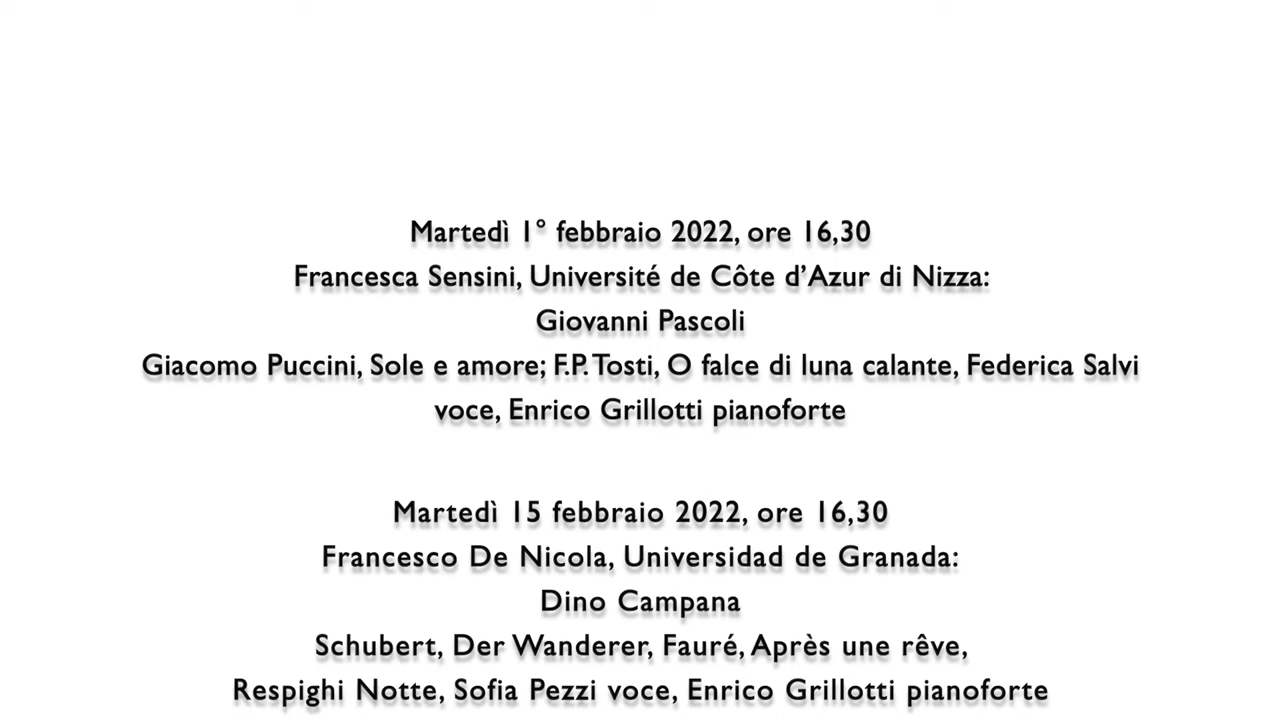 Martedì 1° febbraio 2022, ore 16,30
Francesca Sensini, Université de Côte d’Azur di Nizza:
Giovanni Pascoli
Giacomo Puccini, Sole e amore; F.P. Tosti, O falce di luna calante, Federica Salvi
voce, Enrico Grillotti pianoforte
Martedì 15 febbraio 2022, ore 16,30
Francesco De Nicola, Universidad de Granada:
Dino Campana
Schubert, Der Wanderer, Fauré, Après une rêve,
Respighi Notte, Sofia Pezzi voce, Enrico Grillotti pianoforte